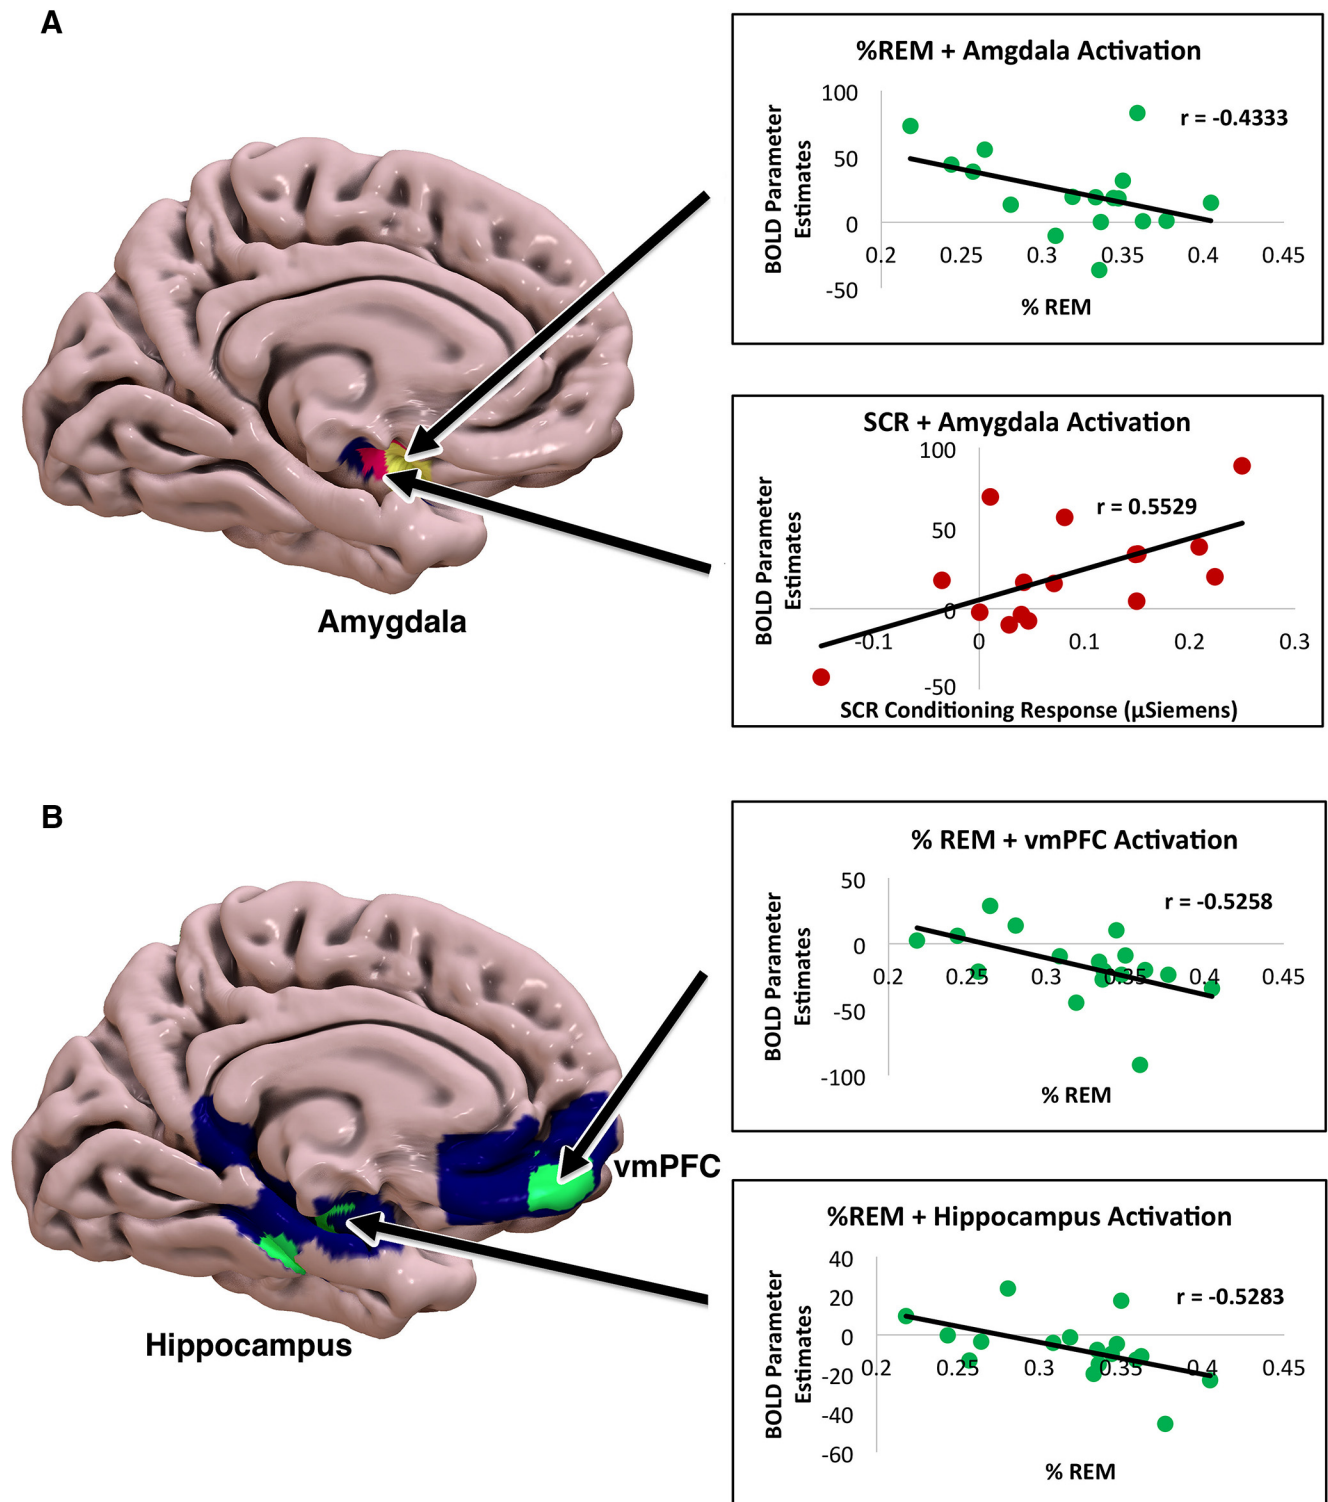 A
%REM + Amgdala Activation
r = -0.4333
BOLD Parameter
Estimates
100
50
0
-50
0.2 0.25 0.3 0.35 0.4 0.45
% REM
SCR + Amygdala Activation
r = 0.5529
BOLD Parameter
Estimates
100
50
0
-50
-0.1 0 0.1 0.2 0.3
SCR Conditioning Response (µSiemens)
Amygdala
B
% REM + vmPFC Activation
r = -0.5258
BOLD Parameter
Estimates
50
0
-50
-100
0.2 0.25 0.3 0.35 0.4 0.45
% REM
vmPFC
%REM + Hippocampus Activation
r = -0.5283
BOLD Parameter
Estimates
40
20
0
-20
-40
-60
0.2 0.25 0.3 0.35 0.4 0.45
% REM
Hippocampus